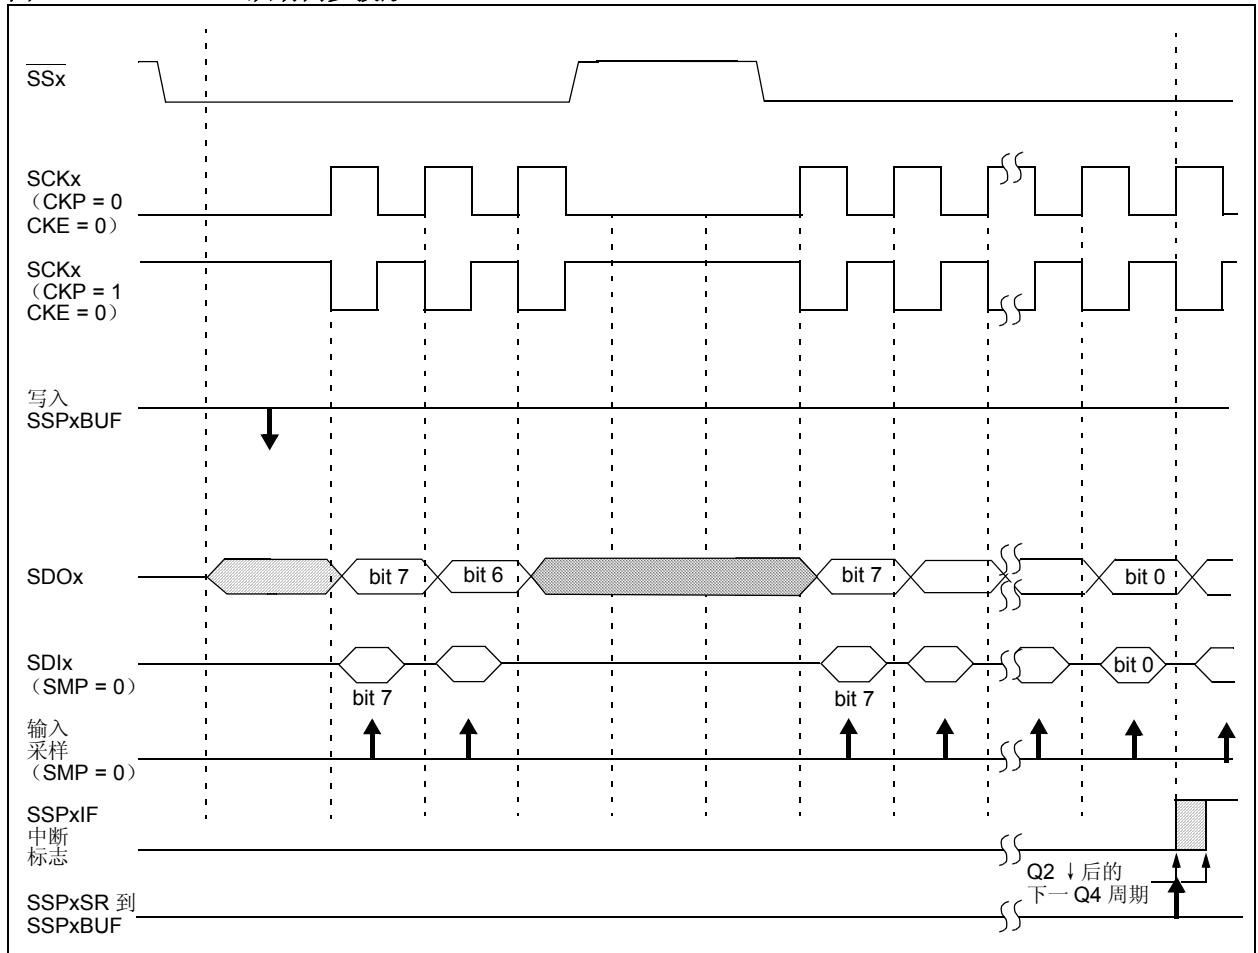 SSx
SCKx
（CKP = 0
CKE = 0）
SCKx
（CKP = 1
CKE = 0）
写入
SSPxBUF
SDOx
bit 7
bit 6
bit 7
bit 0
SDIx
（SMP = 0）
bit 7
bit 7
bit 0
输入
采样
（SMP = 0）
SSPxIF
中断
标志
Q2 ↓后的
下一 Q4 周期
SSPxSR 到
SSPxBUF